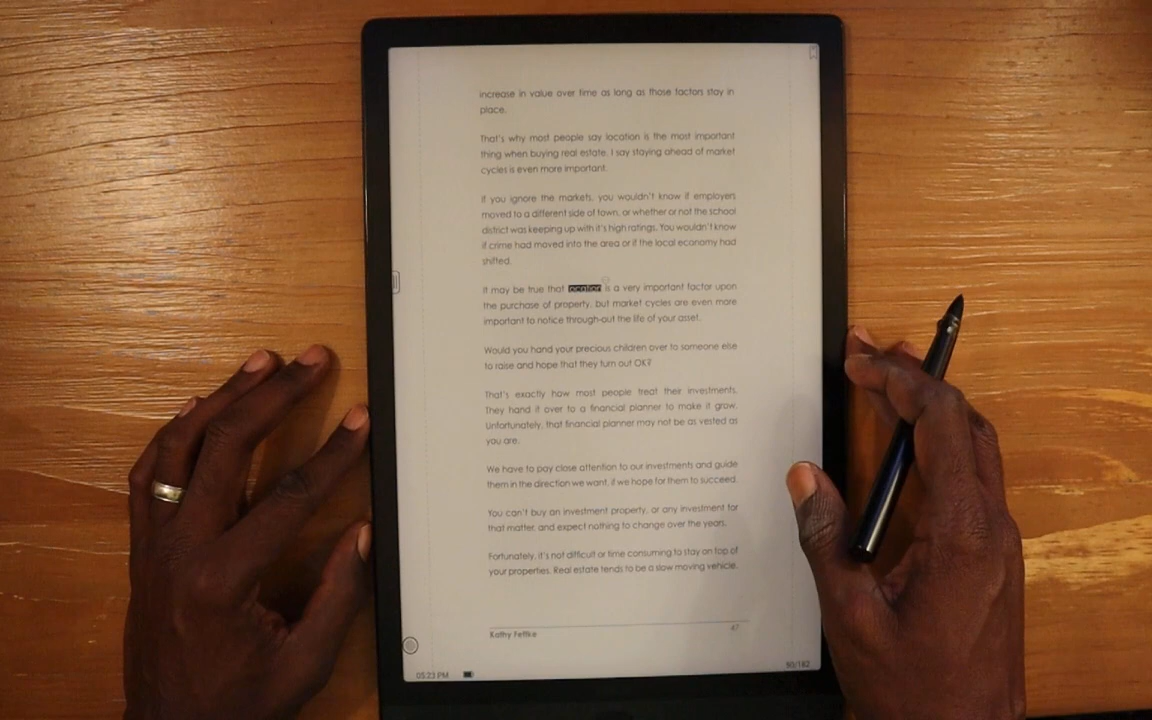 increase in value over time as long as those factors stay in
place.
That's why most people say location is the most important
thing when buying real estate. I say staying ahead of market
cycles is even more important.
If you ignore the markets, you wouldn't know if employers
moved to a different side of town, or whether or not the school
district was keeping up with it's high ratings. You wouldn't know
if crime had moved into the area or if the local economy had
shifted.
It may be true that location is a very important factor upon
the purchase of property, but market cycles are even more
important to notice through-out the life of your asset.
Would you hand your precious children over to someone else
to raise and hope that they turn out OK?
That's exactly how most people treat their investments.
They hand it over to a financial planner to make it grow.
Unfortunately, that financial planner may not be as vested as
you are.
We have to pay close attention to our investments and guide
them in the direction we want, if we hope for them to succeed.
You can't buy an investment property, or any investment for
that matter, and expect nothing to change over the years.
Fortunately, it's not difficult or time consuming to stay on top of
your properties. Real estate tends to be a slow moving vehicle.
Kathy Fettke 47
05:23 PM 50/182